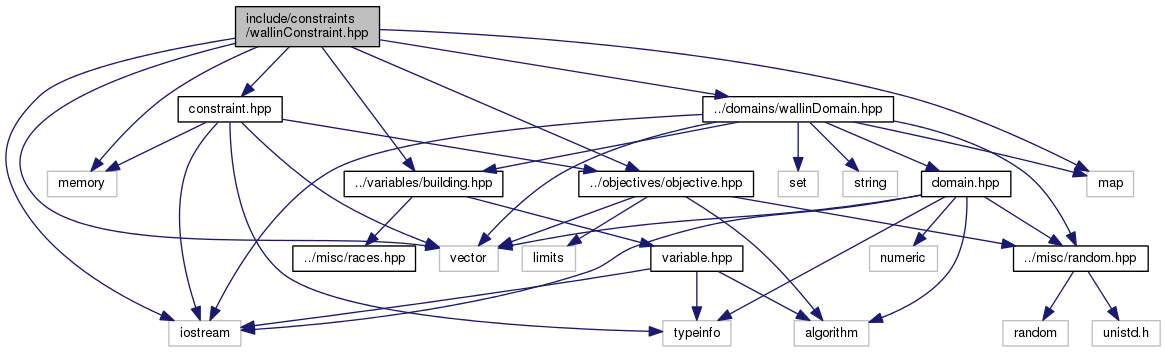 include/constraints
/wallinConstraint.hpp
constraint.hpp
../domains/wallinDomain.hpp
memory
../variables/building.hpp
../objectives/objective.hpp
set
string
domain.hpp
map
../misc/races.hpp
vector
limits
variable.hpp
numeric
../misc/random.hpp
iostream
typeinfo
algorithm
random
unistd.h